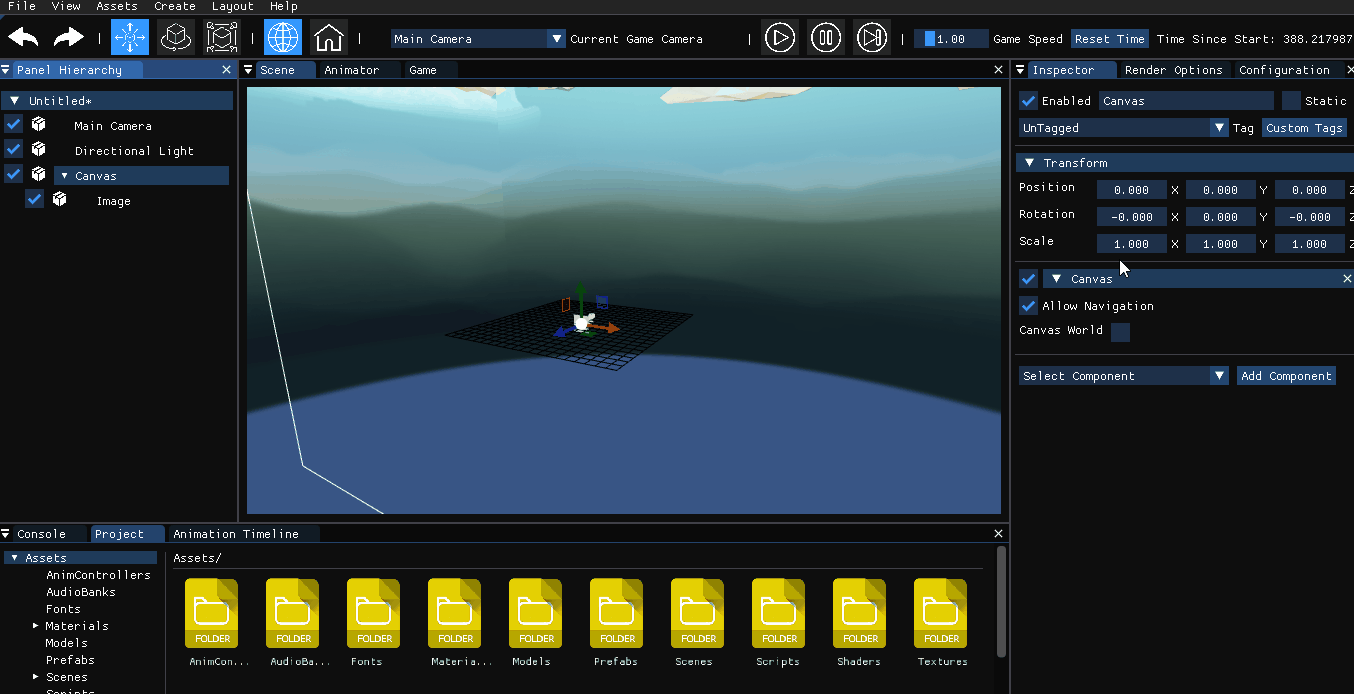 File View Assets Create Layout Help
Main Camera Current Game Camera 1.00 Game Speed Reset Time Time Since Start: 388.217987
Panel Hierarchy
Untitled*
Main Camera
Directional Light
Canvas
Image
Scene Animator Game
Inspector Render Options Configuration
Enabled Canvas Static
UnTagged Tag Custom Tags
Transform
Position 0.000 X 0.000 Y 0.000 Z
Rotation -0.000 X 0.000 Y -0.000 Z
Scale 1.000 X 1.000 Y 1.000 Z
Canvas
Allow Navigation
Canvas World
Select Component Add Component
Console Project Animation Timeline
Assets
AnimControllers
AudioBanks
Fonts
Materials
Models
Prefabs
Scenes
Scripts
Assets/
FOLDER FOLDER FOLDER FOLDER FOLDER FOLDER FOLDER FOLDER FOLDER FOLDER
AnimCon... AudioBa... Fonts Materia... Models Prefabs Scenes Scripts Shaders Textures